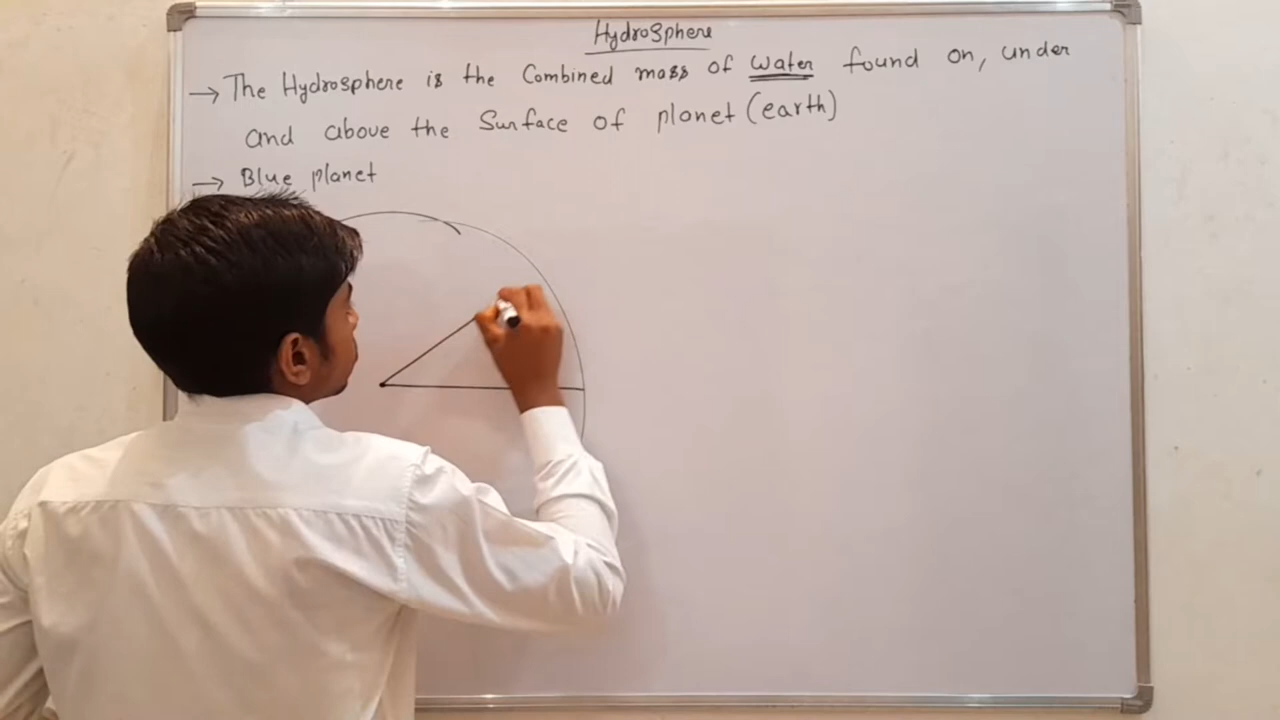 Hydrosphere
→ The Hydrosphere is the Combined mass of water found on, under
and above the Surface of planet (earth)
→ Blue planet